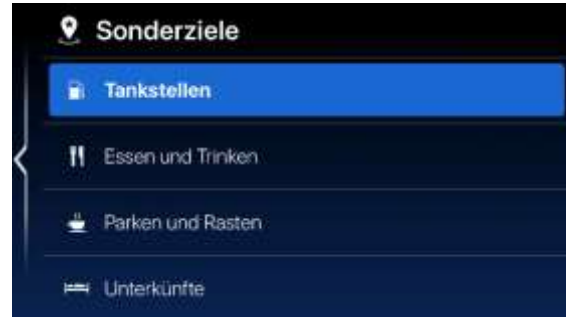 Sonderziele
Tankstellen
Essen und Trinken
Parken und Rasten
Unterkünfte